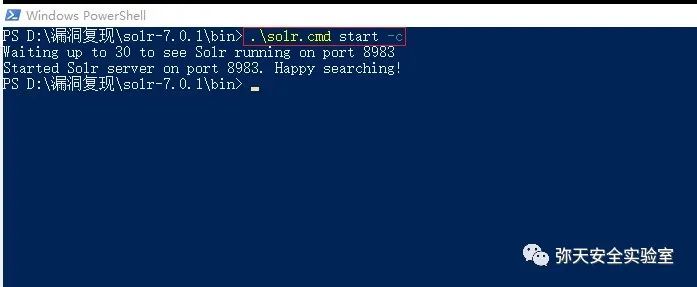 Windows PowerShell
PS D:\漏洞复现\solr-7.0.1\bin> .\solr.cmd start -c
Waiting up to 30 to see Solr running on port 8983
Started Solr server on port 8983. Happy searching!
PS D:\漏洞复现\solr-7.0.1\bin>
弥天安全实验室